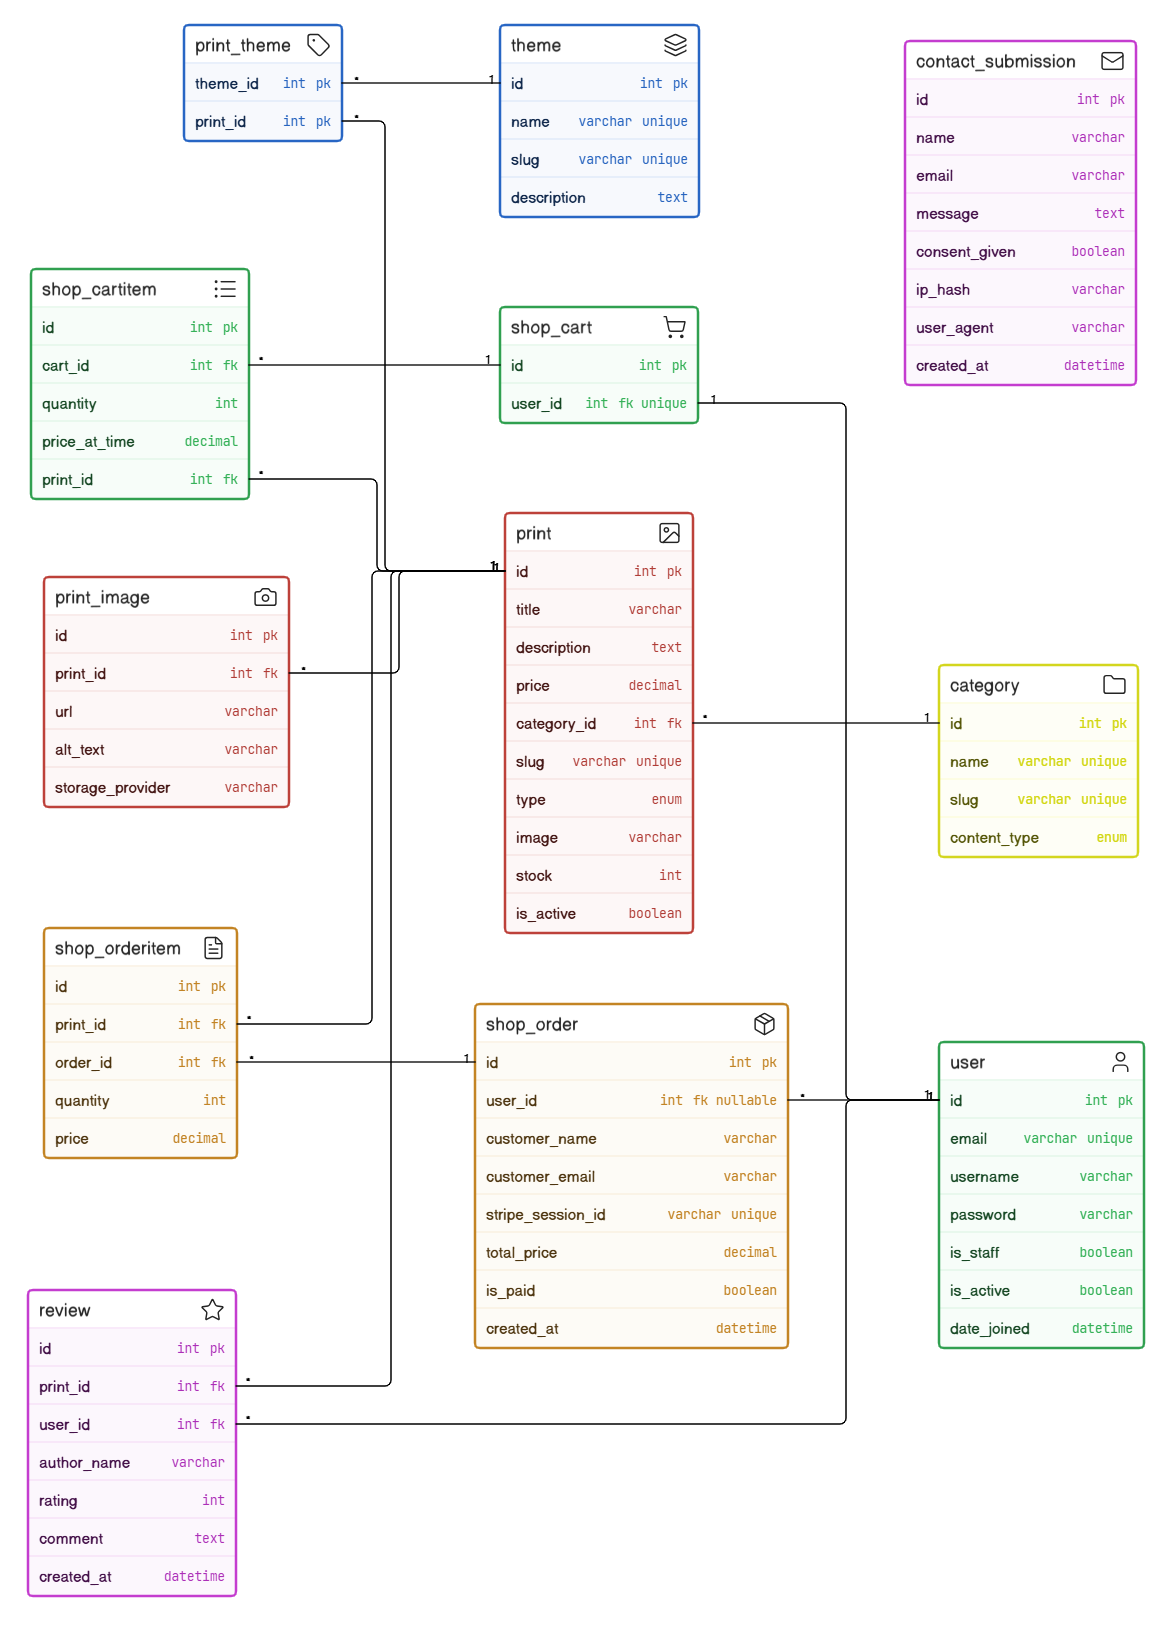 print_theme
theme_id int pk
print_id int pk
theme
id int pk
name varchar unique
slug varchar unique
description text
contact_submission
id int pk
name varchar
email varchar
message text
consent_given boolean
ip_hash varchar
user_agent varchar
created_at datetime
* 1
*
shop_cartitem
id int pk
cart_id int fk
quantity int
price_at_time decimal
print_id int fk
shop_cart
id int pk
user_id int fk unique
* 1
1
*
print
id int pk
title varchar
description text
price decimal
category_id int fk
slug varchar unique
type enum
image varchar
stock int
is_active boolean
1
print_image
id int pk
print_id int fk
url varchar
alt_text varchar
storage_provider varchar
*
category
id int pk
name varchar unique
slug varchar unique
content_type enum
* 1
shop_orderitem
id int pk
print_id int fk
order_id int fk
quantity int
price decimal
*
* 1
shop_order
id int pk
user_id int fk nullable
customer_name varchar
customer_email varchar
stripe_session_id varchar unique
total_price decimal
is_paid boolean
created_at datetime
* 1
user
id int pk
email varchar unique
username varchar
password varchar
is_staff boolean
is_active boolean
date_joined datetime
review
id int pk
print_id int fk
user_id int fk
author_name varchar
rating int
comment text
created_at datetime
*
*